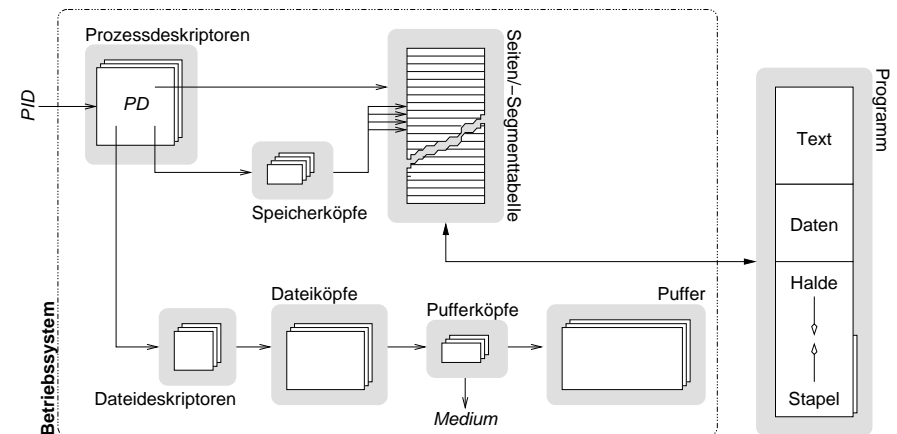 Prozessdeskriptoren
PID
PD
Seiten/−Segmenttabelle
Programm
Text
Speicherköpfe
Daten
Betriebssystem
Dateiköpfe
Pufferköpfe
Puffer
Halde
Dateideskriptoren
Medium
Stapel